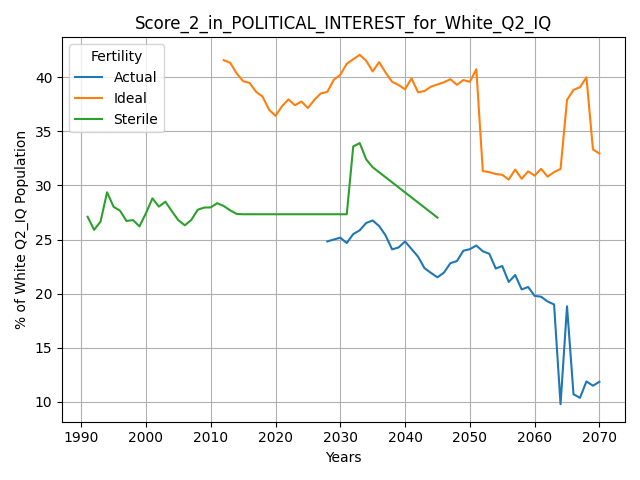 Score_2_in_POLITICAL_INTEREST_for_White_Q2_IQ
Fertility
Actual
Ideal
Sterile
% of White Q2_IQ Population
40
35
30
25
20
15
10
1990 2000 2010 2020 2030 2040 2050 2060 2070
Years